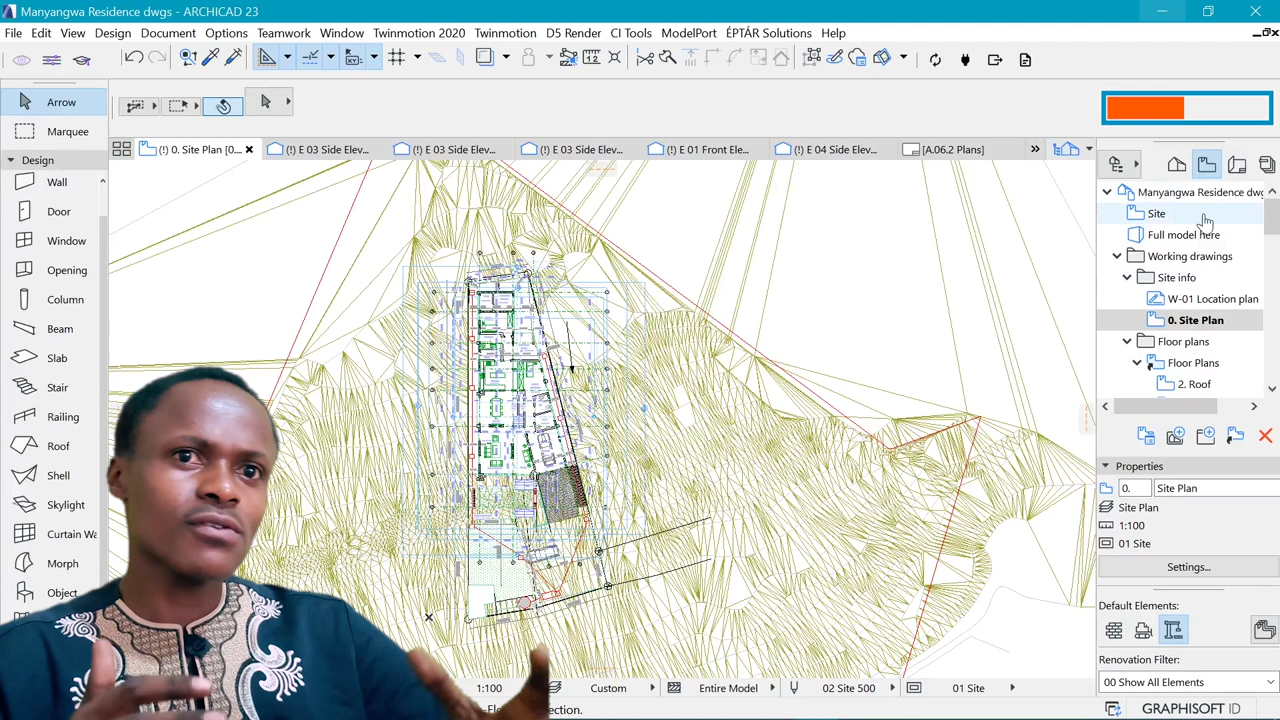 Manyangwa Residence dwgs - ARCHICAD 23
File Edit View Design Document Options Teamwork Window Twinmotion 2020 Twinmotion D5 Render CI Tools ModelPort ÉPTÁR Solutions Help
Arrow
Marquee
Design
Wall
Door
Window
Opening
Column
Beam
Slab
Stair
Railing
Roof
Shell
Skylight
Curtain Wa
Morph
Object
(!) 0. Site Plan [0...
(!) E 03 Side Elev...
(!) E 03 Side Elev...
(!) E 03 Side Elev...
(!) E 01 Front Ele...
(!) E 04 Side Elev...
[A.06.2 Plans]
Manyangwa Residence dwg
Site
Full model here
Working drawings
Site info
W-01 Location plan
0. Site Plan
Floor plans
Floor Plans
2. Roof
Properties
0. Site Plan
Site Plan
1:100
01 Site
Settings...
Default Elements:
Renovation Filter:
00 Show All Elements
1:100 Custom Entire Model 02 Site 500 01 Site
GRAPHISOFT ID